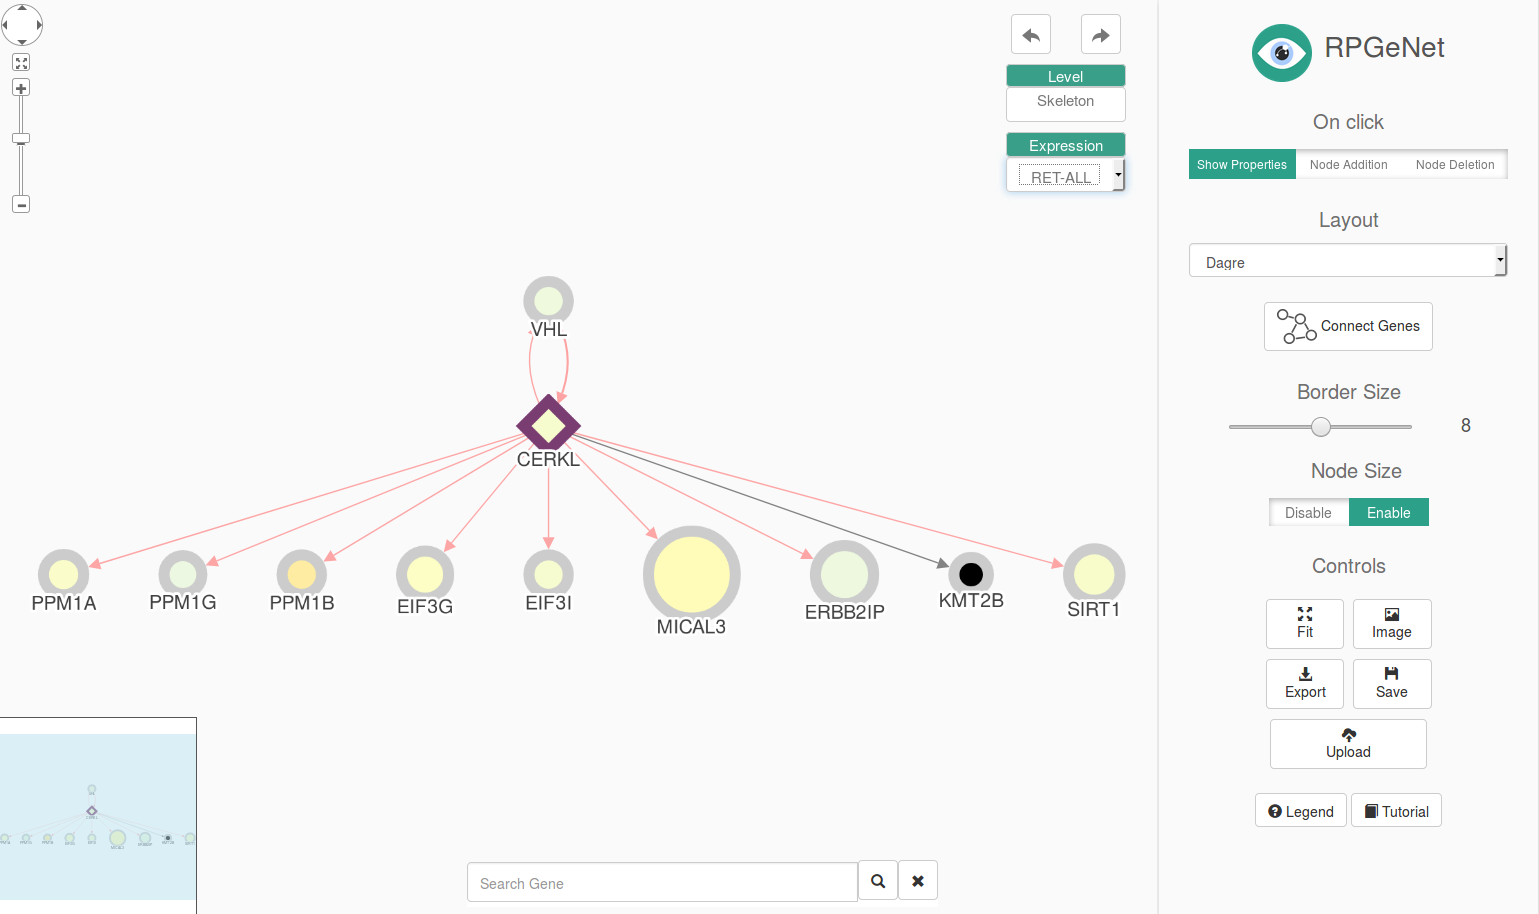 RPGeNet
Level
Skeleton
Expression
RET-ALL
On click
Show Properties Node Addition Node Deletion
Layout
Dagre
Connect Genes
Border Size
8
Node Size
Disable Enable
Controls
Fit Image
Export Save
Upload
Legend Tutorial
VHL
CERKL
PPM1A PPM1G PPM1B EIF3G EIF3I MICAL3 ERBB2IP KMT2B SIRT1
Search Gene